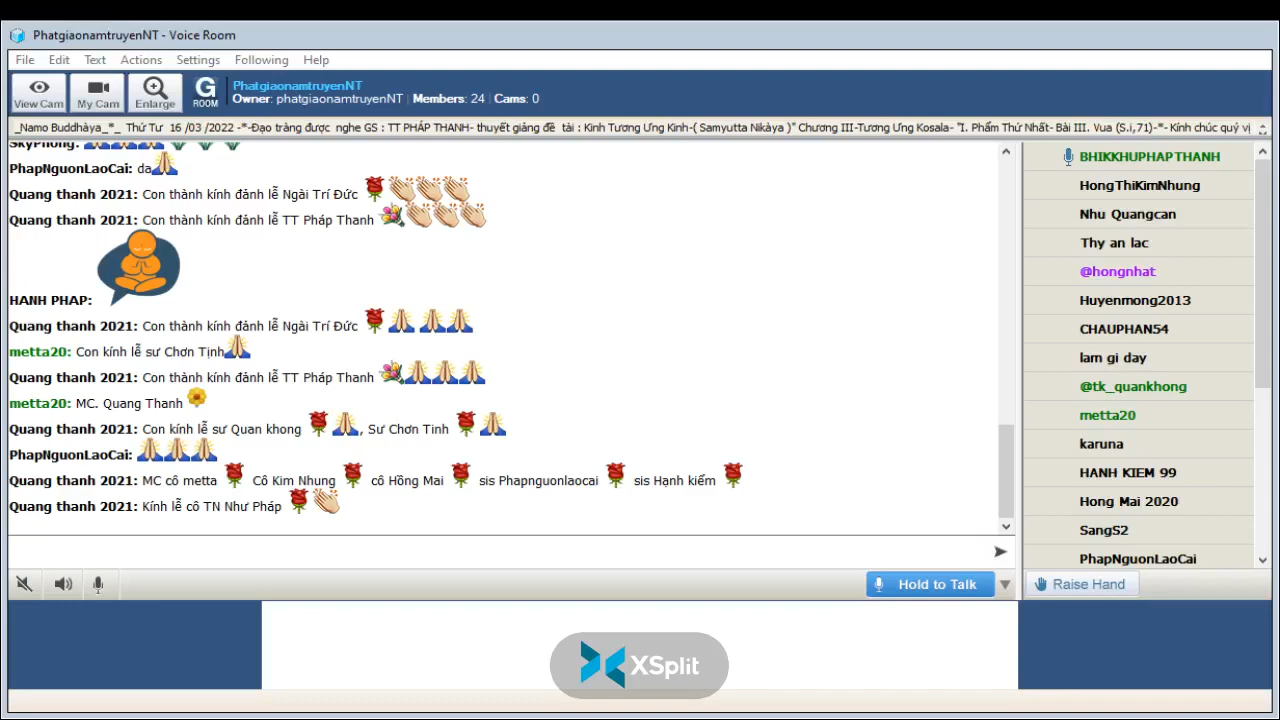 PhatgiaonamtruyenNT - Voice Room
File Edit Text Actions Settings Following Help
View Cam My Cam Enlarge G ROOM
PhatgiaonamtruyenNT
Owner: phatgiaonamtruyenNT | Members: 24 | Cams: 0
_Namo Buddhàya_*_ Thứ Tư 16 /03 /2022 -*-Đạo tràng được nghe GS : TT PHÁP THANH- thuyết giảng đề tài : Kinh Tương Ưng Kinh-( Samyutta Nikàya )" Chương III-Tương Ưng Kosala- "I. Phẩm Thứ Nhất- Bài III. Vua (S.i,71)-*- Kính chúc quý vị
SkyPhong:
PhapNguonLaoCai: da
Quang thanh 2021: Con thành kính đảnh lễ Ngài Trí Đức
Quang thanh 2021: Con thành kính đảnh lễ TT Pháp Thanh
HANH PHAP:
Quang thanh 2021: Con thành kính đảnh lễ Ngài Trí Đức
metta20: Con kính lễ sư Chơn Tịnh
Quang thanh 2021: Con thành kính đảnh lễ TT Pháp Thanh
metta20: MC. Quang Thanh
Quang thanh 2021: Con kính lễ sư Quan khong , Sư Chơn Tinh
PhapNguonLaoCai:
Quang thanh 2021: MC cô metta Cô Kim Nhung cô Hồng Mai sis Phapnguonlaocai sis Hạnh kiểm
Quang thanh 2021: Kính lễ cô TN Như Pháp
Hold to Talk
BHIKKHUPHAPTHANH
HongThiKimNhung
Nhu Quangcan
Thy an lac
@hongnhat
Huyenmong2013
CHAUPHAN54
lam gi day
@tk_quankhong
metta20
karuna
HANH KIEM 99
Hong Mai 2020
SangS2
PhapNguonLaoCai
Raise Hand
XSplit